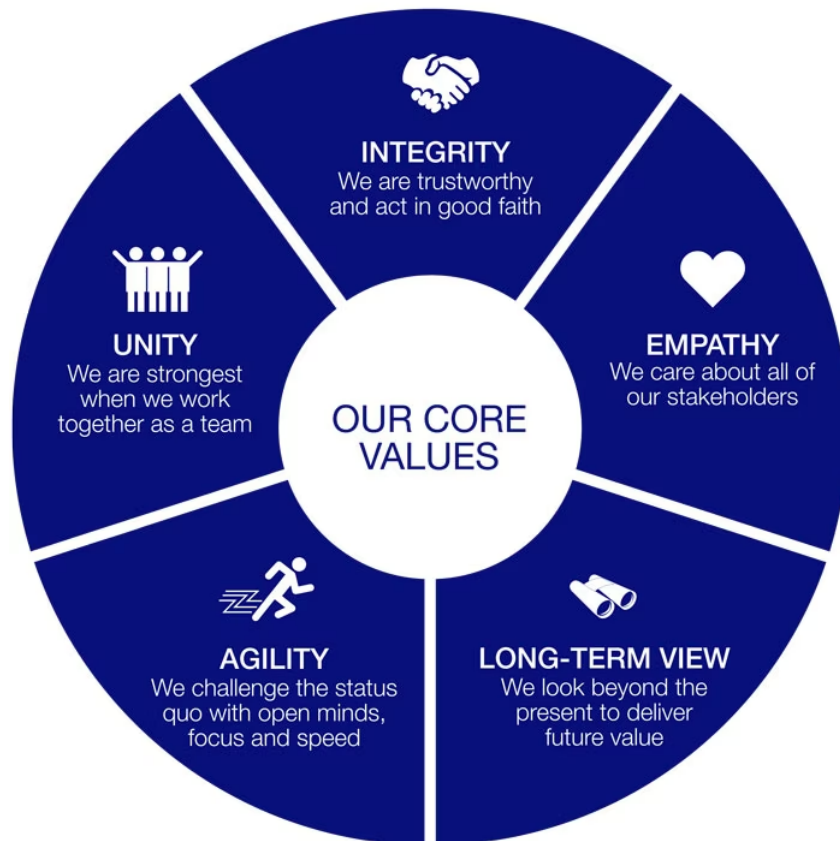 INTEGRITY
We are trustworthy
and act in good faith
EMPATHY
We care about all of
our stakeholders
LONG-TERM VIEW
We look beyond the
present to deliver
future value
AGILITY
We challenge the status
quo with open minds,
focus and speed
UNITY
We are strongest
when we work
together as a team
OUR CORE
VALUES